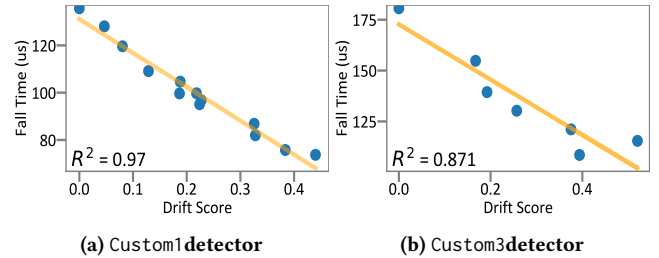 Fall Time (us)
120
100
80
R² = 0.97
0.0 0.1 0.2 0.3 0.4
Drift Score
(a) Custom1detector
Fall Time (us)
175
150
125
R² = 0.871
0.0 0.2 0.4
Drift Score
(b) Custom3detector